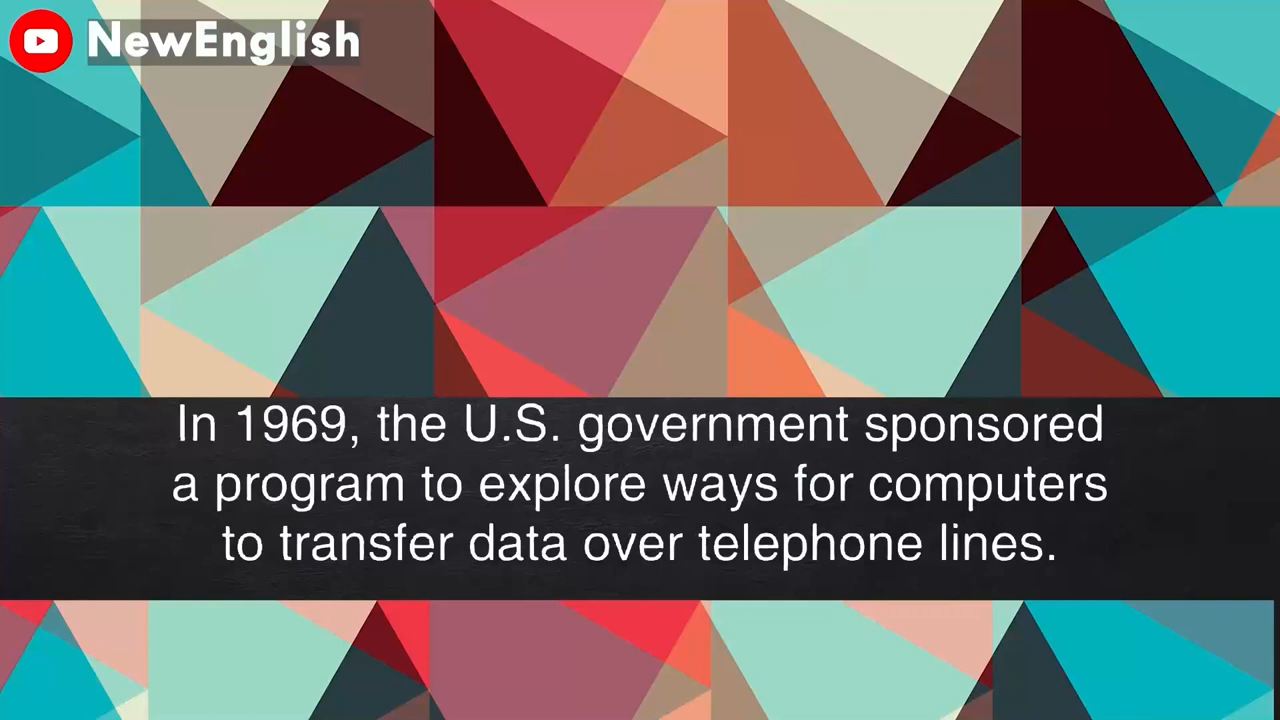 NewEnglish
In 1969, the U.S. government sponsored
a program to explore ways for computers
to transfer data over telephone lines.